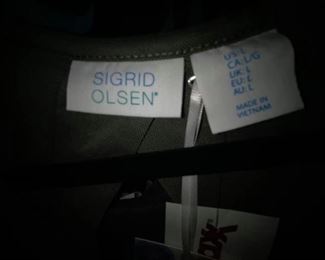 SIGRID
OLSEN®
US: L
CA: L/G
UK: L
EU: L
AU: L
MADE IN
VIETNAM